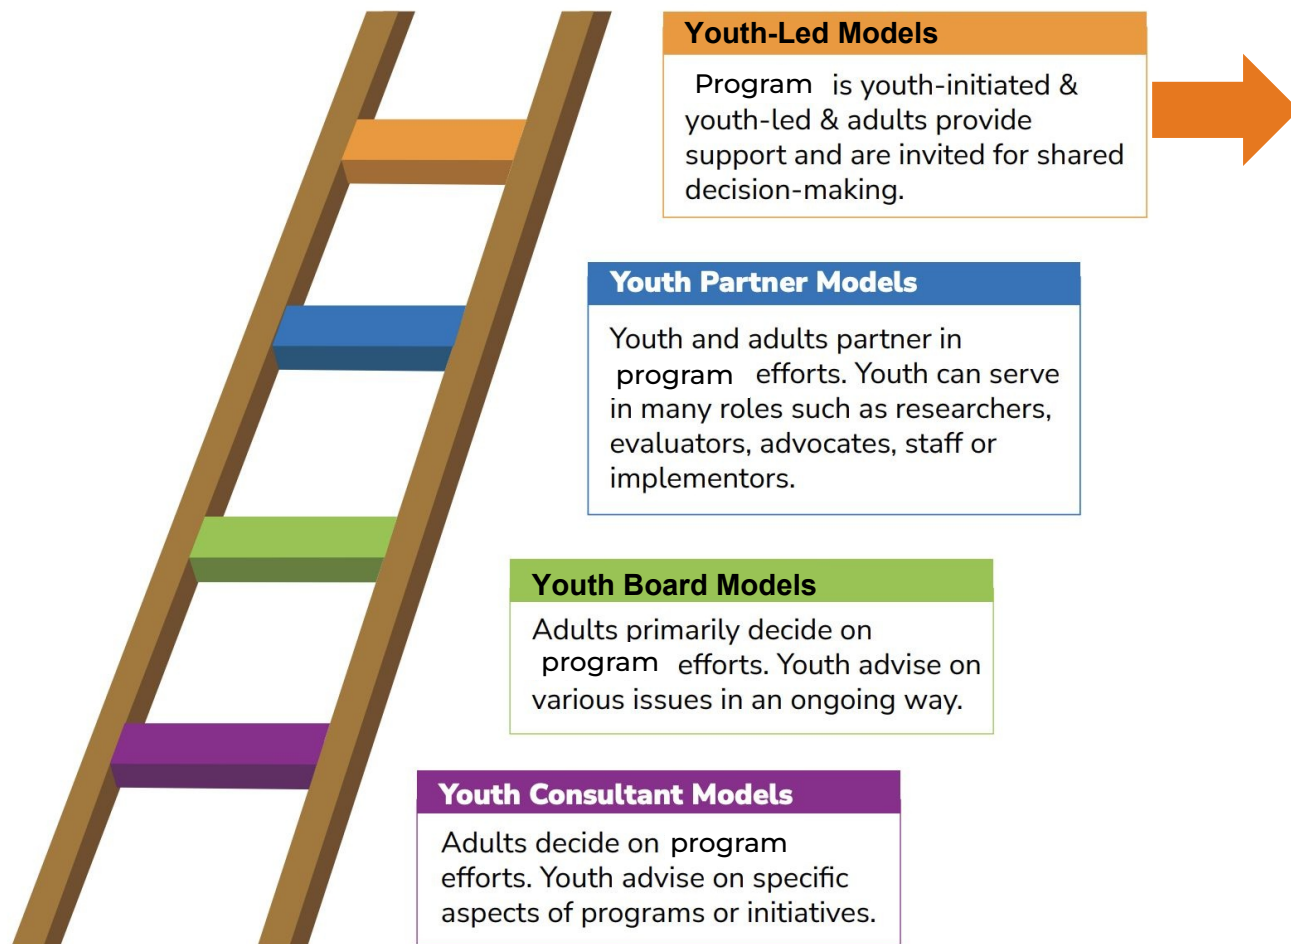 Youth-Led Models
Program is youth-initiated &
youth-led & adults provide
support and are invited for shared
decision-making.
Youth Partner Models
Youth and adults partner in
program efforts. Youth can serve
in many roles such as researchers,
evaluators, advocates, staff or
implementors.
Youth Board Models
Adults primarily decide on
program efforts. Youth advise on
various issues in an ongoing way.
Youth Consultant Models
Adults decide on program
efforts. Youth advise on specific
aspects of programs or initiatives.